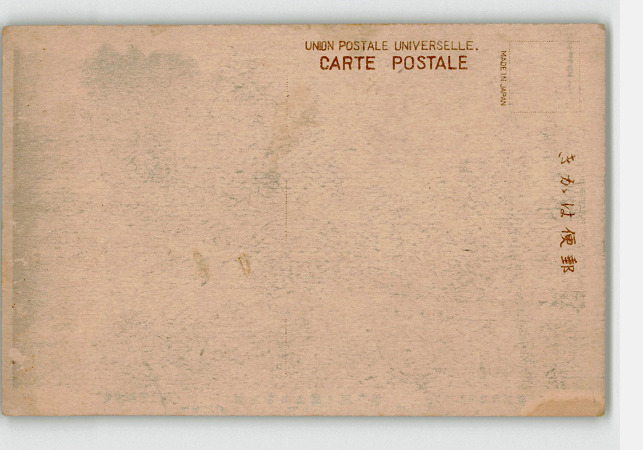 UNION POSTALE UNIVERSELLE.
CARTE POSTALE
MADE IN JAPAN
きがは便郵